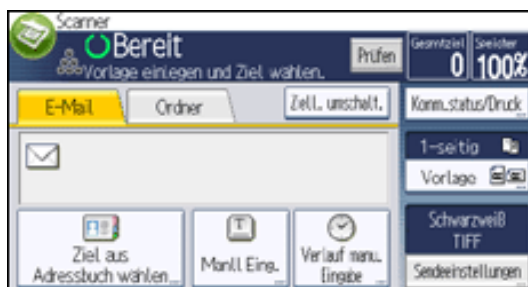 Scanner
Bereit
Vorlage einlegen und Ziel wählen.
Prüfen
Gesamtziel
0
Speicher
100%
E-Mail
Ordner
Zell. umschalt.
Komm.status/Druck
1-seitig
Vorlage
Ziel aus
Adressbuch wählen
Manll Eing.
Verlauf manu.
Eingabe
Schwarzweiß
TIFF
Sendeeinstellungen